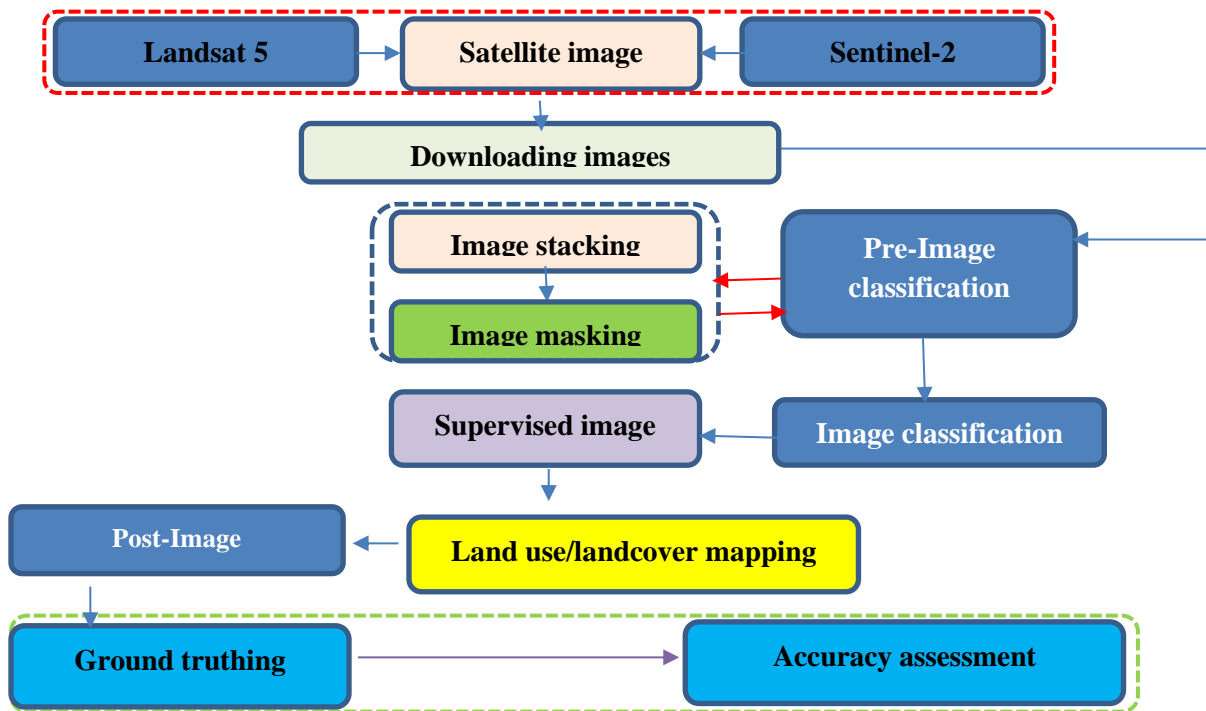 Landsat 5
Satellite image
Sentinel-2
Downloading images
Image stacking
Pre-Image
classification
Image masking
Supervised image
Image classification
Post-Image
Land use/landcover mapping
Ground truthing
Accuracy assessment